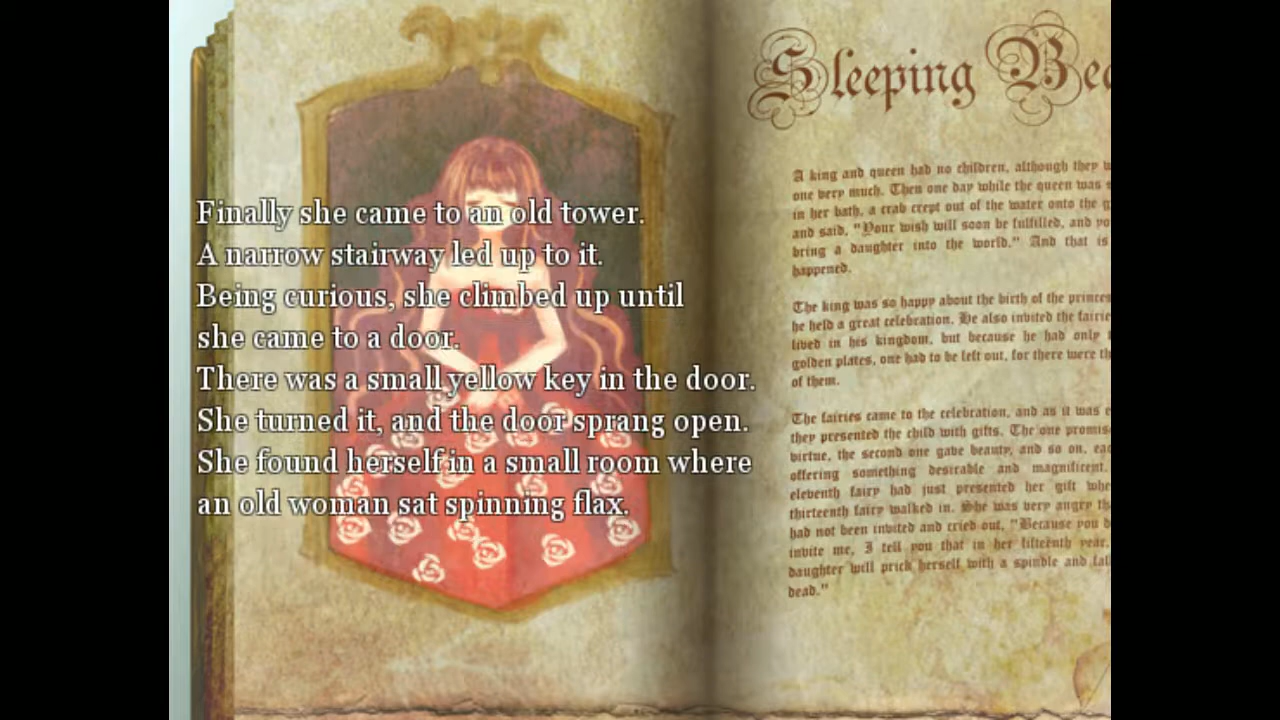 Finally she came to an old tower.
A narrow stairway led up to it.
Being curious, she climbed up until
she came to a door.
There was a small yellow key in the door.
She turned it, and the door sprang open.
She found herself in a small room where
an old woman sat spinning flax.
Sleeping
A king and queen had no children, although they
one very much. Then one day while the queen was
in her bath, a crab crept out of the water onto the
and said, "Your wish will soon be fulfilled, and
bring a daughter into the world." And that is
happened.
The king was so happy about the birth of the
he held a great celebration. He also invited the
lived in his kingdom, but because he had only
golden plates, one had to be left out, for there were
of them.
The fairies came to the celebration, and as it was
they presented the child with gifts. The one
virtue, the second one gave beauty, and so on,
offering something desirable and magnificent.
eleventh fairy had just presented her gift
thirteenth fairy walked in. She was very angry
had not been invited and cried out, "Because you
invite me, I tell you that in her fifteenth year,
daughter will prick herself with a spindle and
dead."